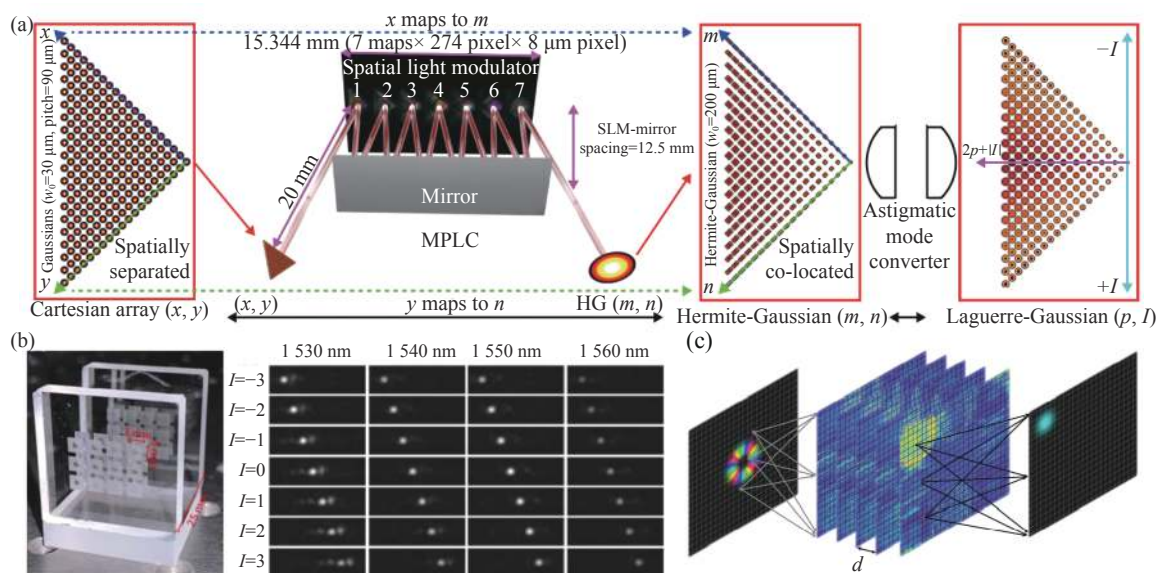 (a)
x
x maps to m
15.344 mm (7 maps× 274 pixel× 8 μm pixel)
Spatial light modulator
1 2 3 4 5 6 7
Gaussians (w₀=30 μm, pitch=90 μm)
Spatially
separated
y
Cartesian array (x, y)
20 mm
SLM-mirror
spacing=12.5 mm
Mirror
MPLC
(x, y)
y maps to n
HG (m, n)
m
Hermite-Gaussian (w₀=200 μm)
Spatially
co-located
n
Hermite-Gaussian (m, n)
Astigmatic
mode
converter
−I
2p+|I|
+I
Laguerre-Gaussian (p, I)
(b)
1 530 nm 1 540 nm 1 550 nm 1 560 nm
I=−3
I=−2
I=−1
I=0
I=1
I=2
I=3
25 mm
(c)
d